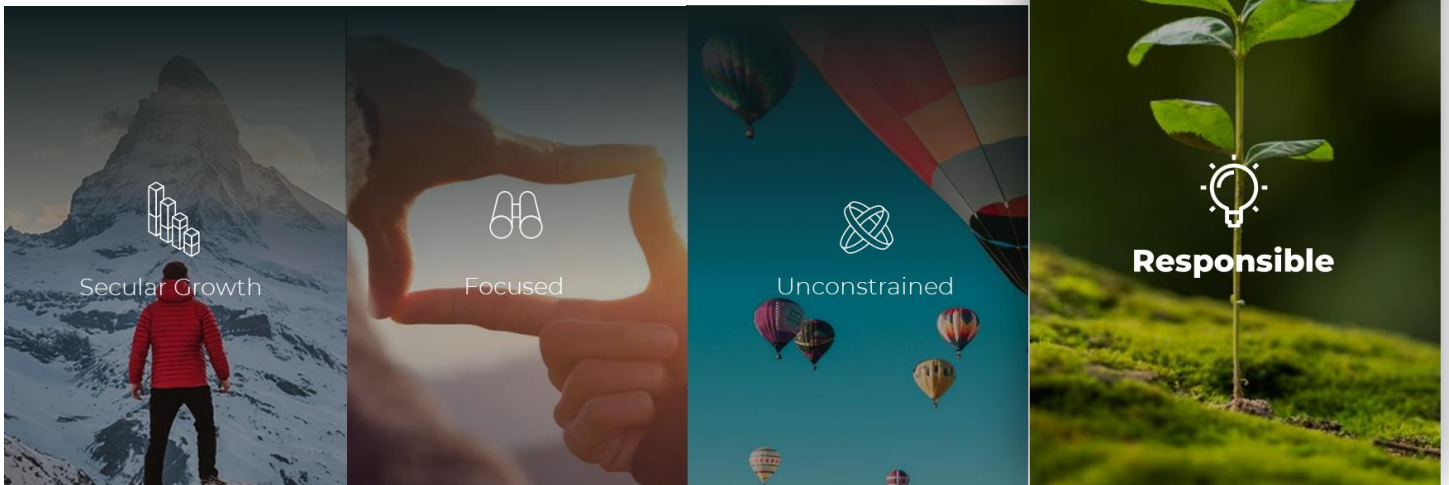 Secular Growth
Focused
Unconstrained
Responsible